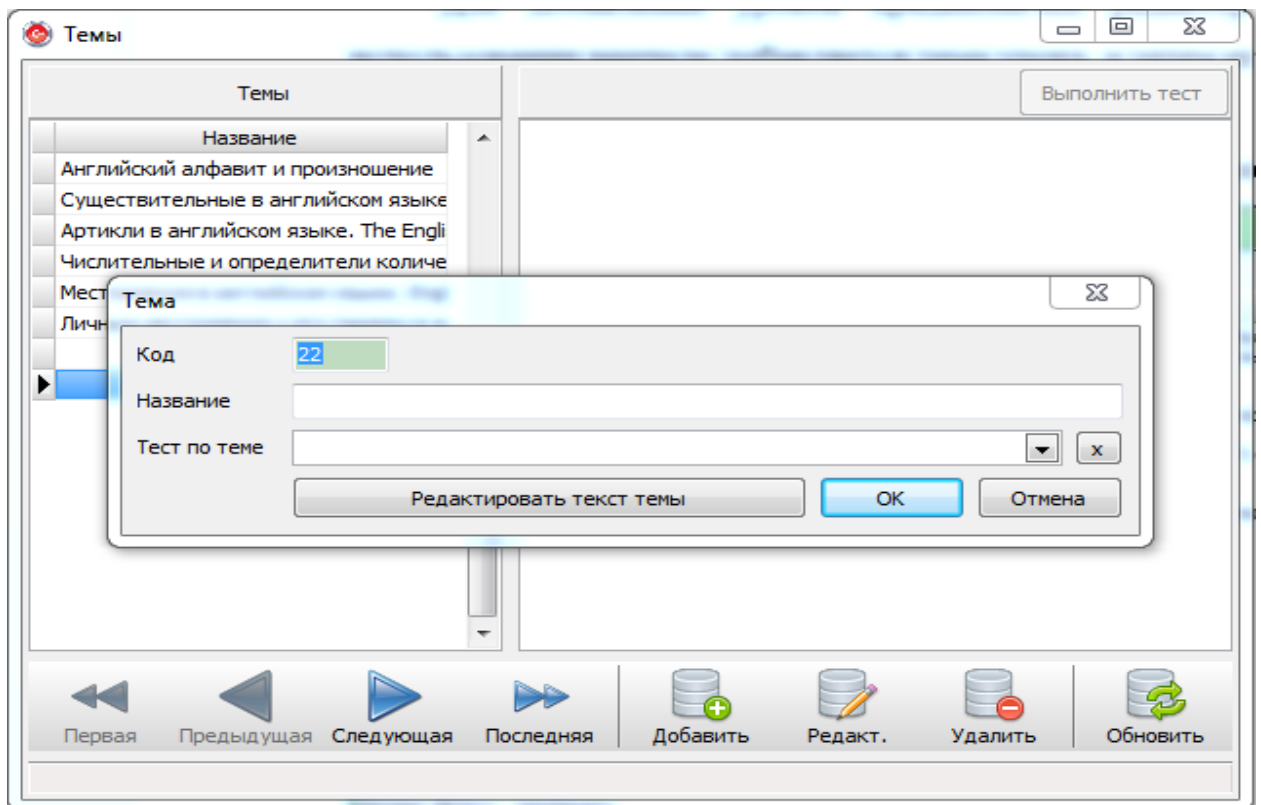 Темы
Темы
Выполнить тест
Название
Английский алфавит и произношение
Существительные в английском языке
Артикли в английском языке. The Engli
Числительные и определители количе
Мест
Личн
Тема
Код
22
Название
Тест по теме
x
Редактировать текст темы
ОК
Отмена
Первая
Предыдущая
Следующая
Последняя
Добавить
Редакт.
Удалить
Обновить